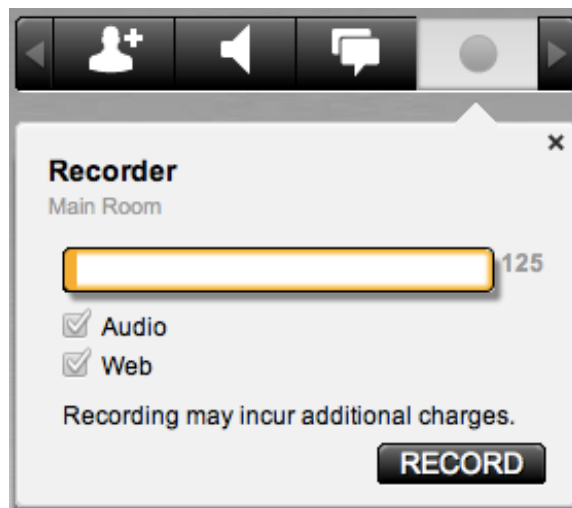 Recorder
Main Room
125
Audio
Web
Recording may incur additional charges.
RECORD